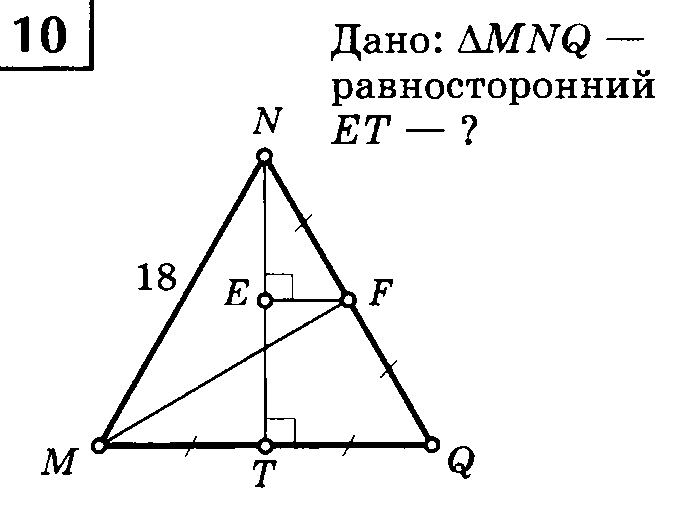 10
Дано: ΔMNQ —
равносторонний
ET — ?
N
18
E
F
M
T
Q